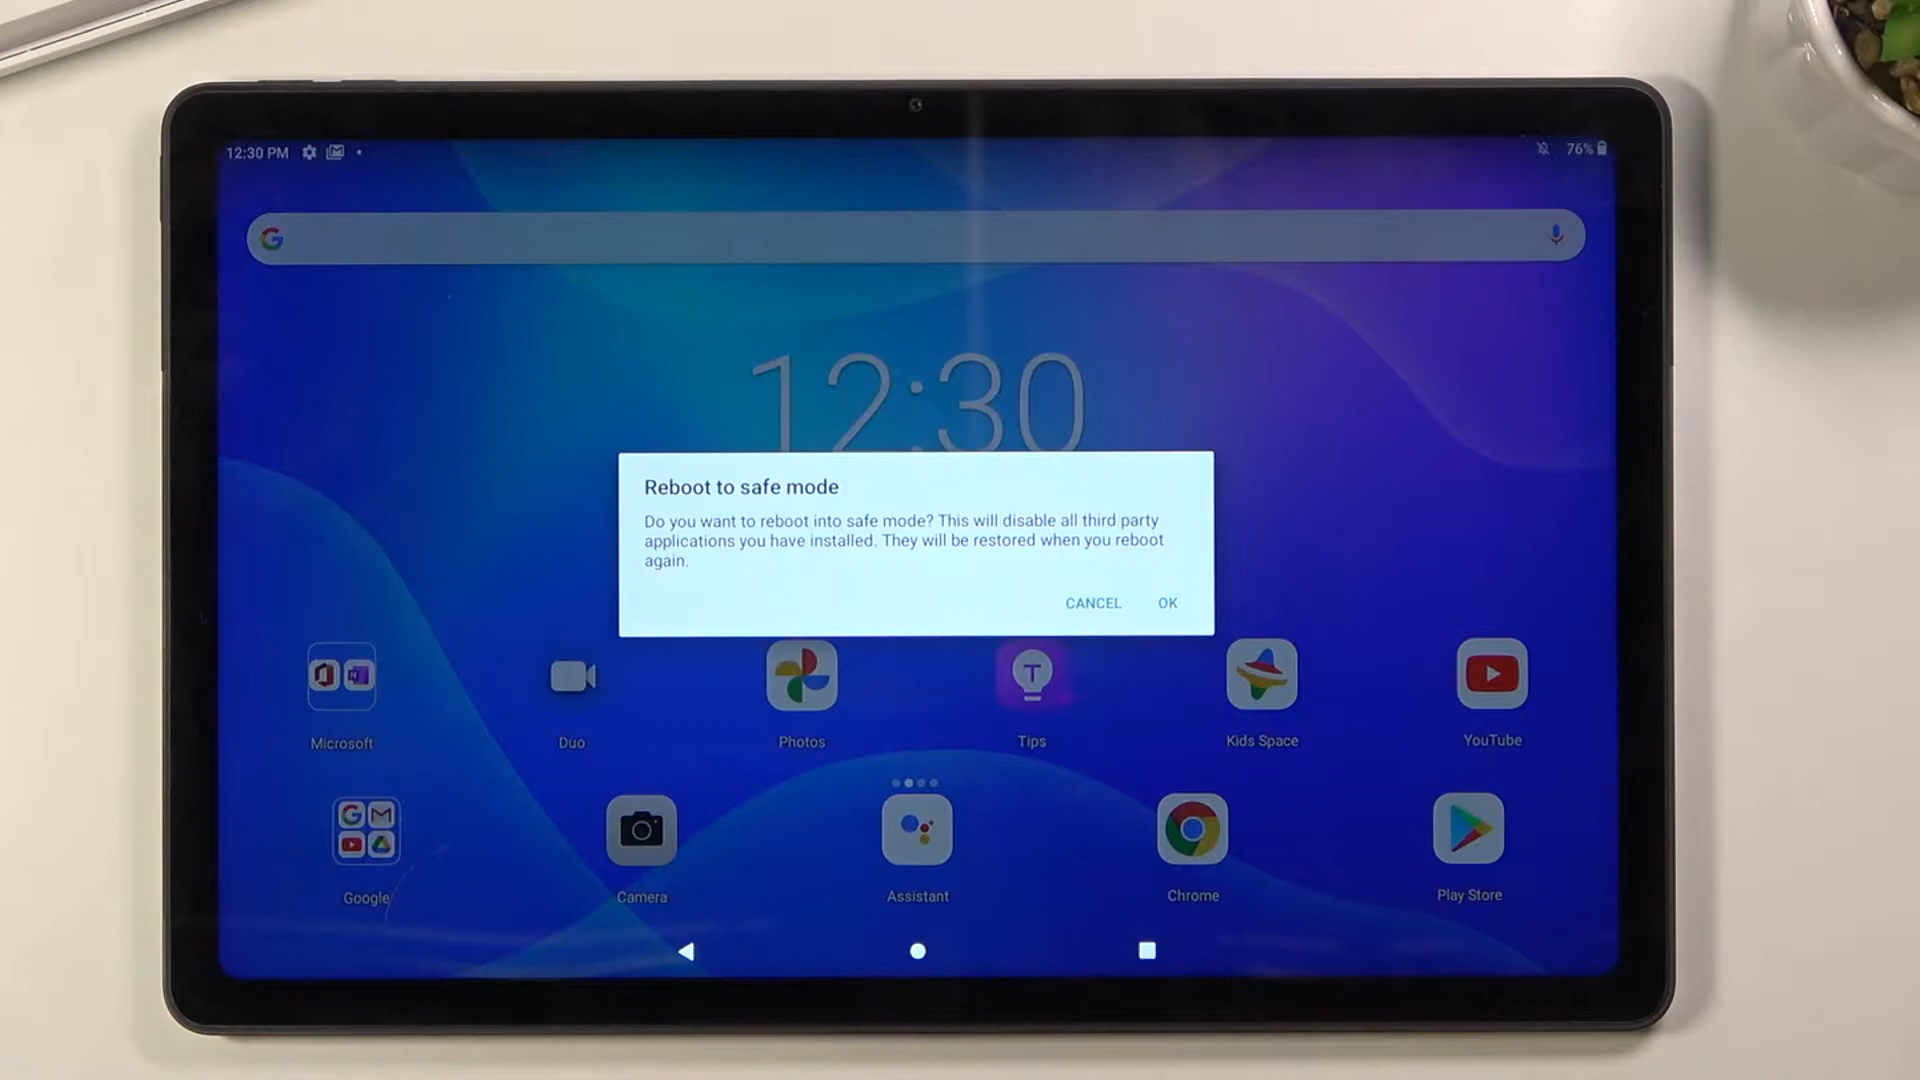 12:30 PM
76%
12:30
Reboot to safe mode
Do you want to reboot into safe mode? This will disable all third party
applications you have installed. They will be restored when you reboot
again.
CANCEL OK
Microsoft Duo Photos Tips Kids Space YouTube
Google Camera Assistant Chrome Play Store